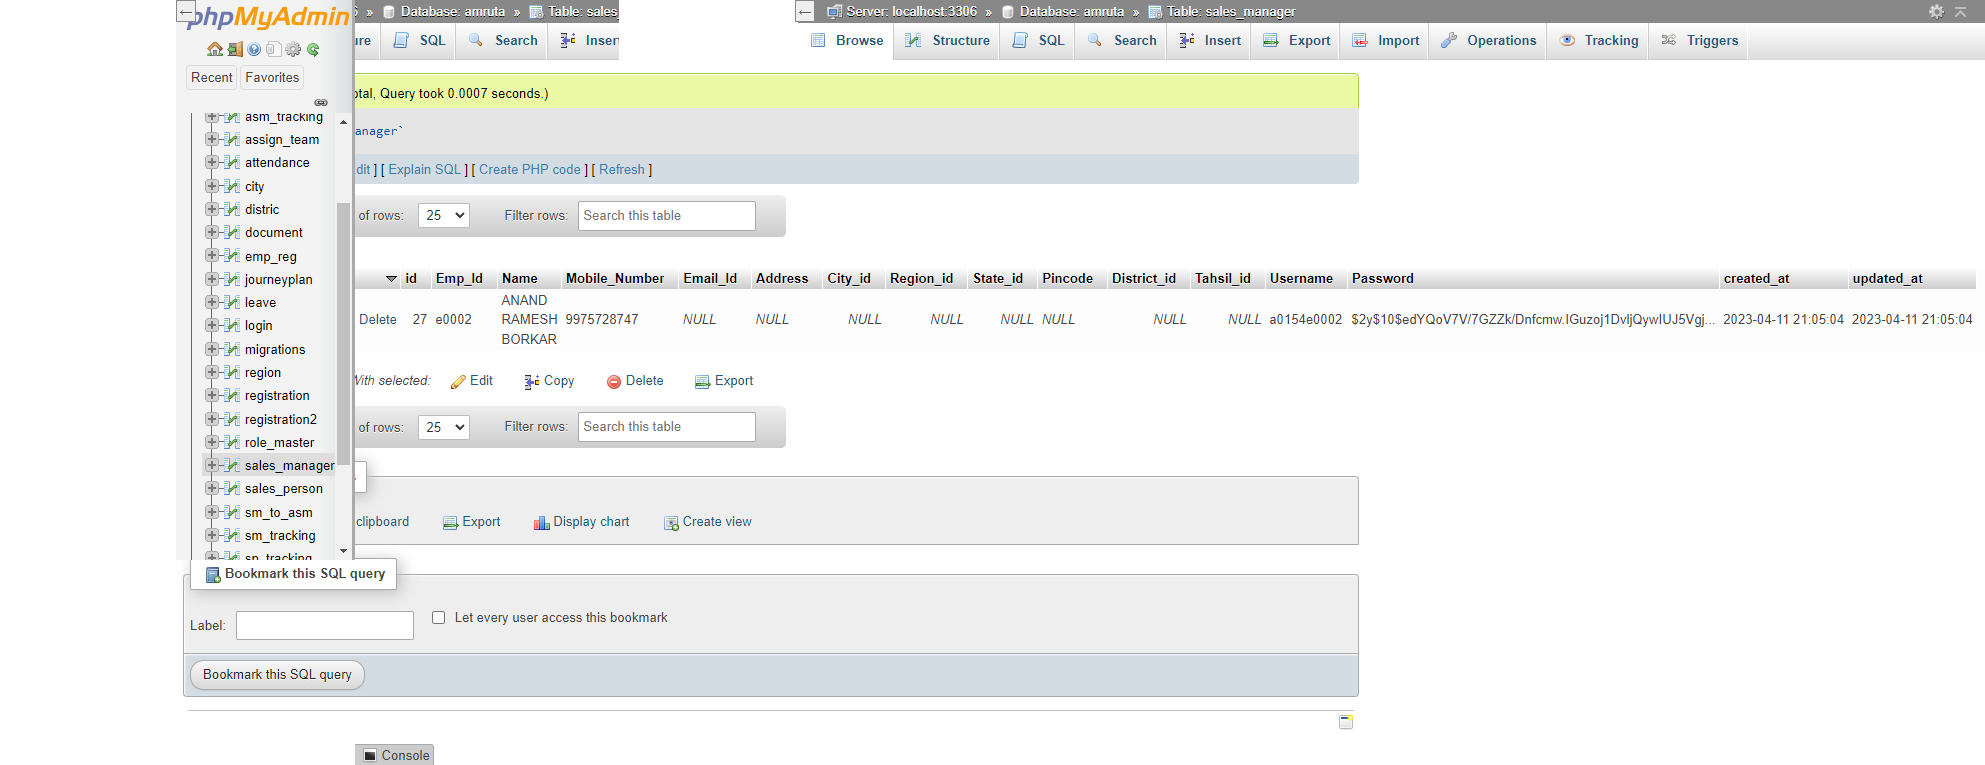 phpMyAdmin
6 » Database: amruta » Table: sales_
Server: localhost:3306 » Database: amruta » Table: sales_manager
ure SQL Search Insert
Browse Structure SQL Search Insert Export Import Operations Tracking Triggers
Recent Favorites
asm_tracking
assign_team
attendance
city
distric
document
emp_reg
journeyplan
leave
login
migrations
region
registration
registration2
role_master
sales_manager
sales_person
sm_to_asm
sm_tracking
sp_tracking
otal, Query took 0.0007 seconds.)
anager`
dit ] [ Explain SQL ] [ Create PHP code ] [ Refresh ]
of rows: 25 Filter rows: Search this table
id Emp_Id Name Mobile_Number Email_Id Address City_id Region_id State_id Pincode District_id Tahsil_id Username Password created_at updated_at
Delete 27 e0002 ANAND RAMESH BORKAR 9975728747 NULL NULL NULL NULL NULL NULL NULL NULL a0154e0002 $2y$10$edYQoV7V/7GZZk/Dnfcmw.IGuzoj1DvljQywIUJ5Vgj... 2023-04-11 21:05:04 2023-04-11 21:05:04
With selected: Edit Copy Delete Export
of rows: 25 Filter rows: Search this table
clipboard Export Display chart Create view
Bookmark this SQL query
Label: Let every user access this bookmark
Bookmark this SQL query
Console